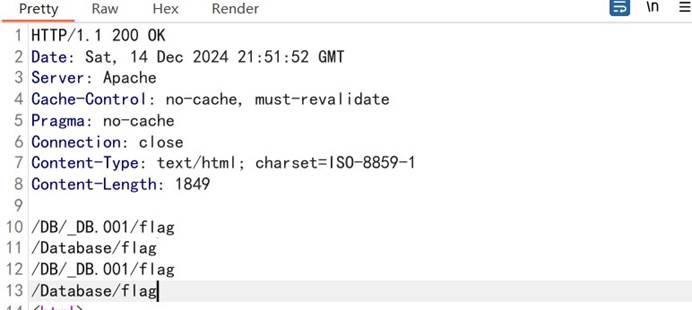 Pretty Raw Hex Render \n
1 HTTP/1.1 200 OK
2 Date: Sat, 14 Dec 2024 21:51:52 GMT
3 Server: Apache
4 Cache-Control: no-cache, must-revalidate
5 Pragma: no-cache
6 Connection: close
7 Content-Type: text/html; charset=ISO-8859-1
8 Content-Length: 1849
9
10 /DB/_DB.001/flag
11 /Database/flag
12 /DB/_DB.001/flag
13 /Database/flag
14 <html>